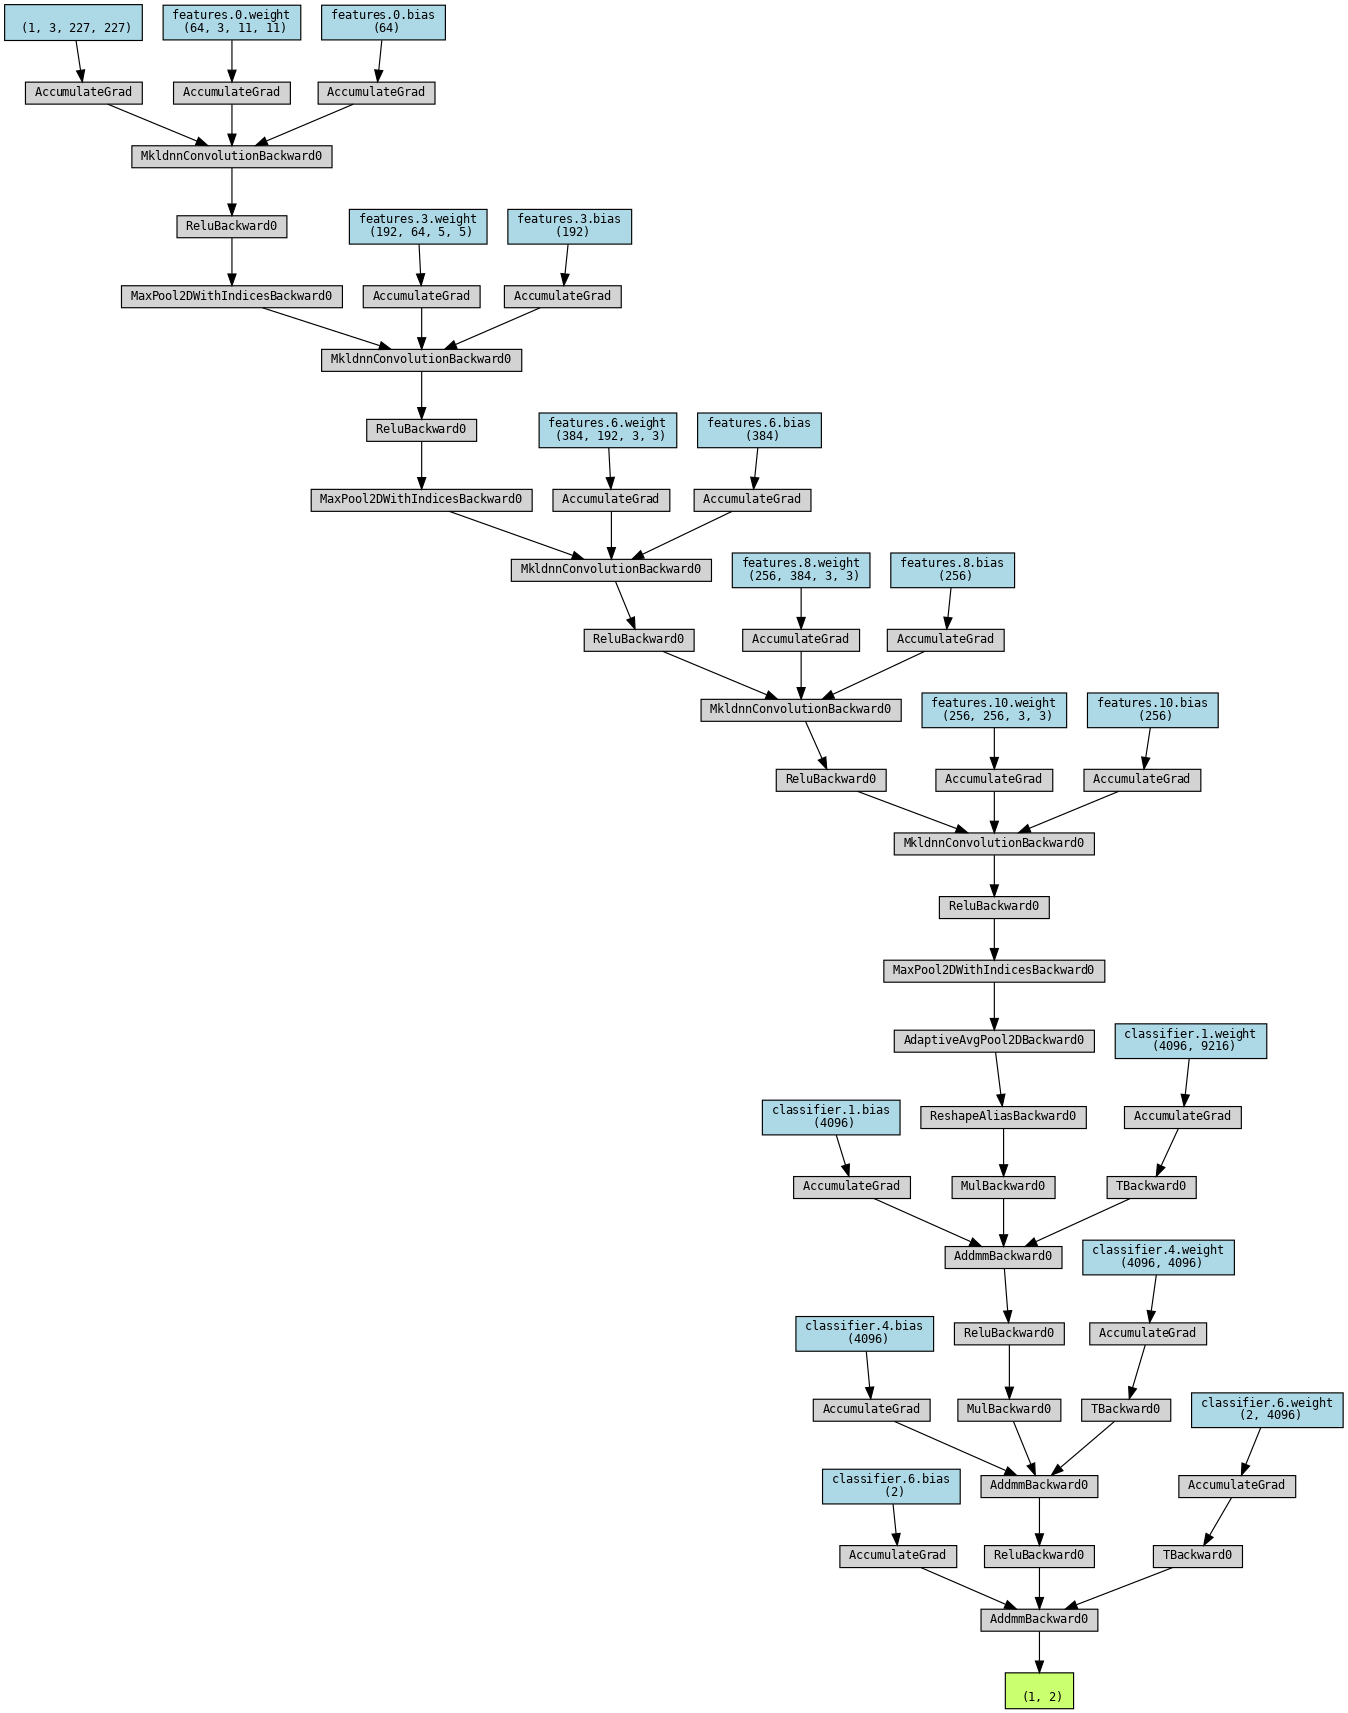 (1, 3, 227, 227)
features.0.weight
(64, 3, 11, 11)
features.0.bias
(64)
AccumulateGrad
AccumulateGrad
AccumulateGrad
MkldnnConvolutionBackward0
ReluBackward0
features.3.weight
(192, 64, 5, 5)
features.3.bias
(192)
MaxPool2DWithIndicesBackward0
AccumulateGrad
AccumulateGrad
MkldnnConvolutionBackward0
ReluBackward0
features.6.weight
(384, 192, 3, 3)
features.6.bias
(384)
MaxPool2DWithIndicesBackward0
AccumulateGrad
AccumulateGrad
MkldnnConvolutionBackward0
features.8.weight
(256, 384, 3, 3)
features.8.bias
(256)
ReluBackward0
AccumulateGrad
AccumulateGrad
MkldnnConvolutionBackward0
features.10.weight
(256, 256, 3, 3)
features.10.bias
(256)
ReluBackward0
AccumulateGrad
AccumulateGrad
MkldnnConvolutionBackward0
ReluBackward0
MaxPool2DWithIndicesBackward0
AdaptiveAvgPool2DBackward0
classifier.1.weight
(4096, 9216)
classifier.1.bias
(4096)
ReshapeAliasBackward0
AccumulateGrad
AccumulateGrad
MulBackward0
TBackward0
AddmmBackward0
classifier.4.weight
(4096, 4096)
classifier.4.bias
(4096)
ReluBackward0
AccumulateGrad
AccumulateGrad
MulBackward0
TBackward0
classifier.6.weight
(2, 4096)
classifier.6.bias
(2)
AddmmBackward0
AccumulateGrad
AccumulateGrad
ReluBackward0
TBackward0
AddmmBackward0
(1, 2)